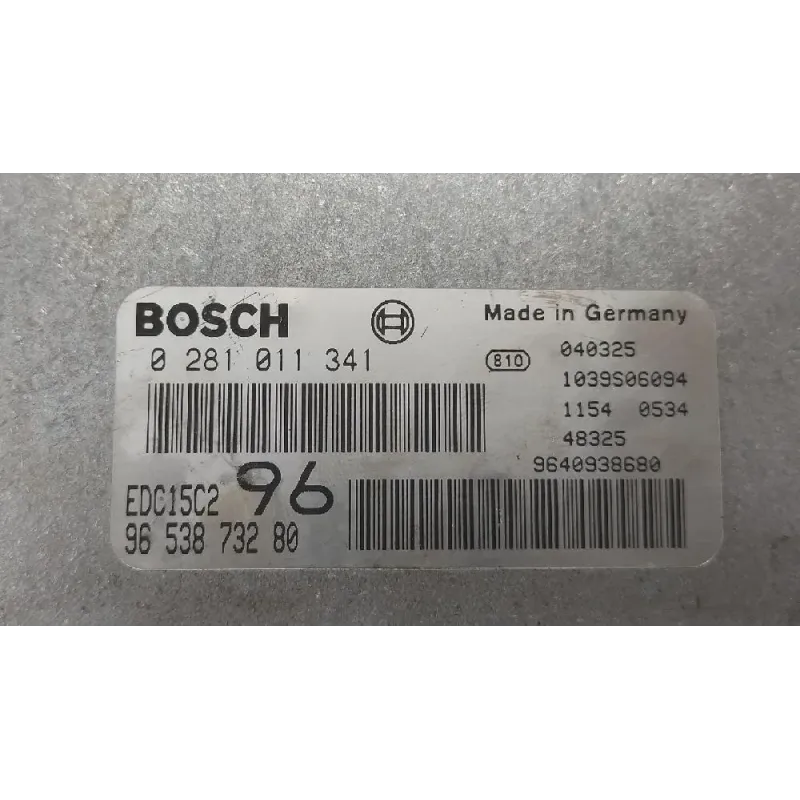 BOSCH Made in Germany
0 281 011 341 810 040325
1039S06094
1154 0534
48325
9640938680
EDC15C2 96
96 538 732 80